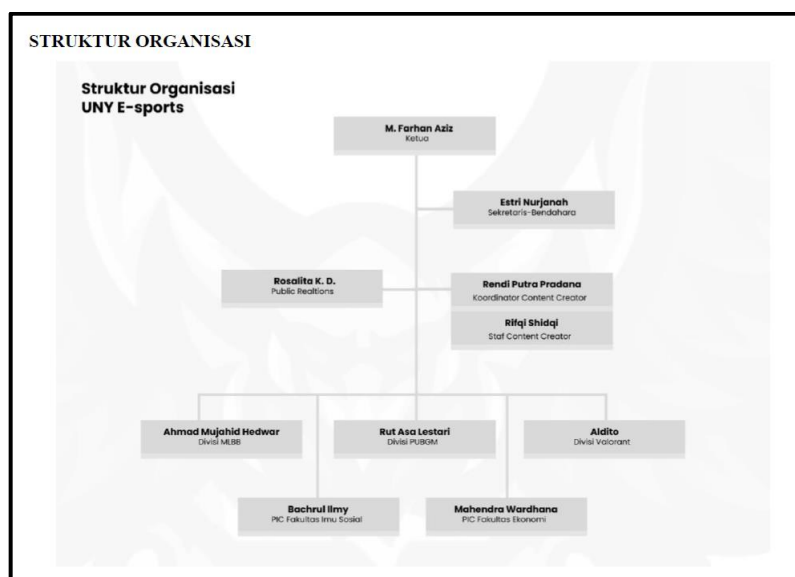 STRUKTUR ORGANISASI
Struktur Organisasi
UNY E-sports
M. Farhan Aziz
Ketua
Estri Nurjanah
Sekretaris-Bendahara
Rosalita K. D.
Public Realtions
Rendi Putra Pradana
Koordinator Content Creator
Rifqi Shidqi
Staf Content Creator
Ahmad Mujahid Hedwar
Divisi MLBB
Rut Asa Lestari
Divisi PUBGM
Aldito
Divisi Valorant
Bachrul Ilmy
PIC Fakultas Imu Sosial
Mahendra Wardhana
PIC Fakultas Ekonomi